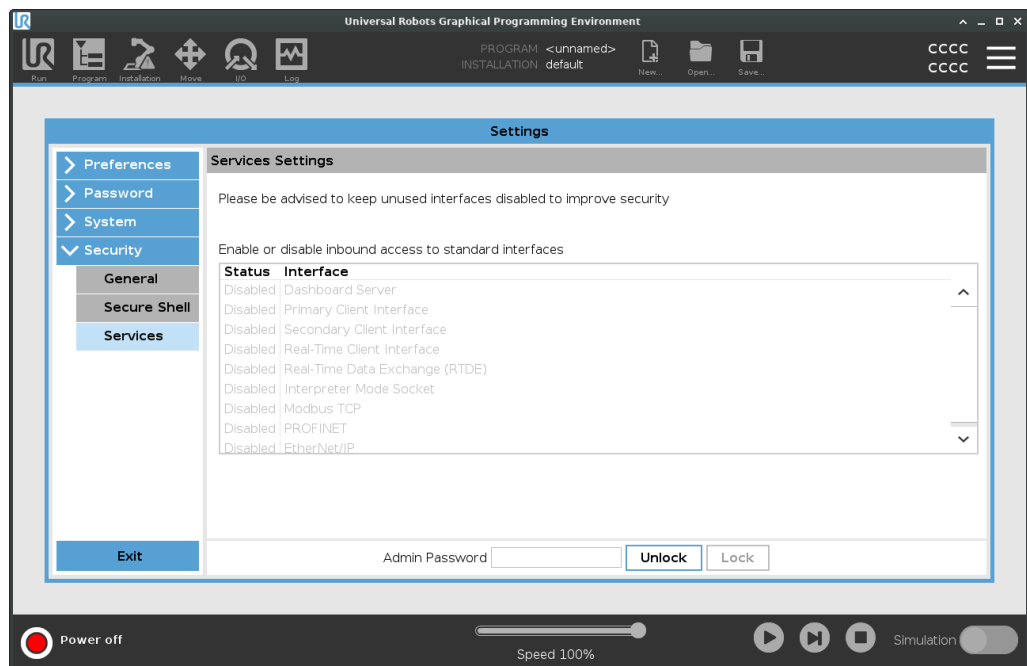 UR
Universal Robots Graphical Programming Environment
UR
Run
Program
Installation
Move
I/O
Log
PROGRAM <unnamed>
INSTALLATION default
New...
Open...
Save...
CCCC
CCCC
Settings
Preferences
Password
System
Security
General
Secure Shell
Services
Exit
Services Settings
Please be advised to keep unused interfaces disabled to improve security
Enable or disable inbound access to standard interfaces
Status Interface
Disabled Dashboard Server
Disabled Primary Client Interface
Disabled Secondary Client Interface
Disabled Real-Time Client Interface
Disabled Real-Time Data Exchange (RTDE)
Disabled Interpreter Mode Socket
Disabled Modbus TCP
Disabled PROFINET
Disabled EtherNet/IP
Admin Password Unlock Lock
Power off
Speed 100%
Simulation